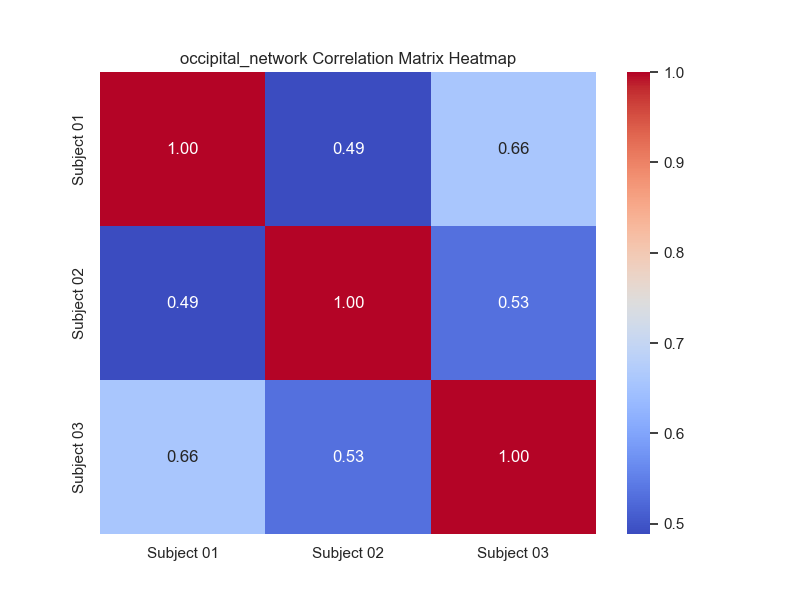 occipital_network Correlation Matrix Heatmap
Subject 01
1.00
0.49
0.66
Subject 02
0.49
1.00
0.53
Subject 03
0.66
0.53
1.00
Subject 01
Subject 02
Subject 03
1.0
0.9
0.8
0.7
0.6
0.5